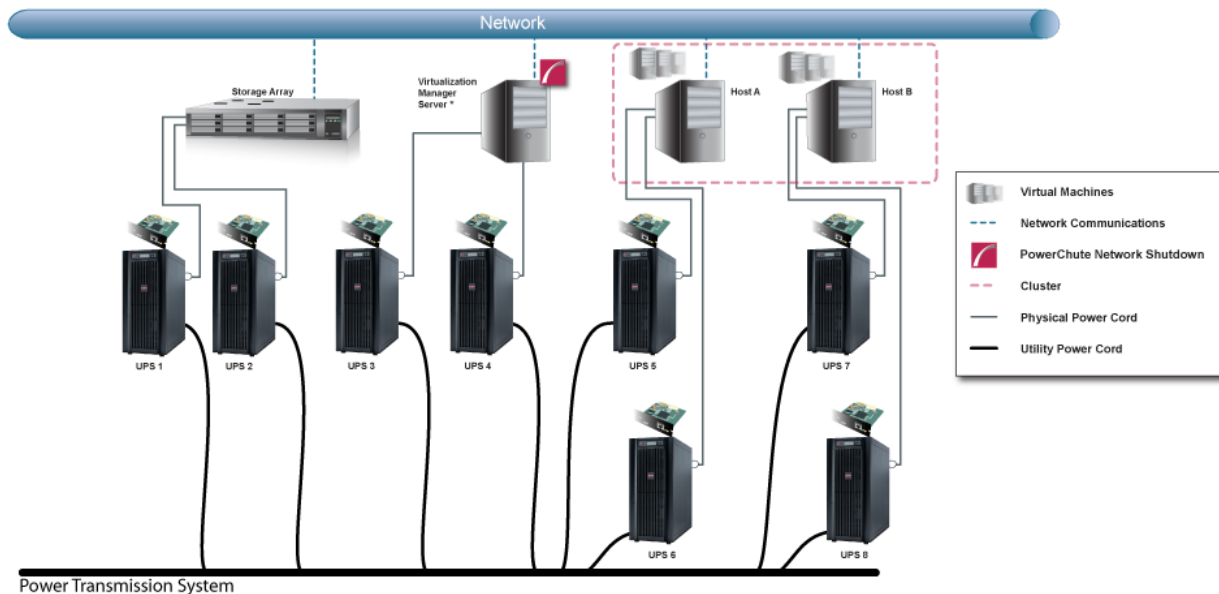 Network
Storage Array
Virtualization
Manager
Server *
Host A
Host B
Virtual Machines
Network Communications
PowerChute Network Shutdown
Cluster
Physical Power Cord
Utility Power Cord
UPS 1
UPS 2
UPS 3
UPS 4
UPS 5
UPS 7
UPS 6
UPS 8
Power Transmission System